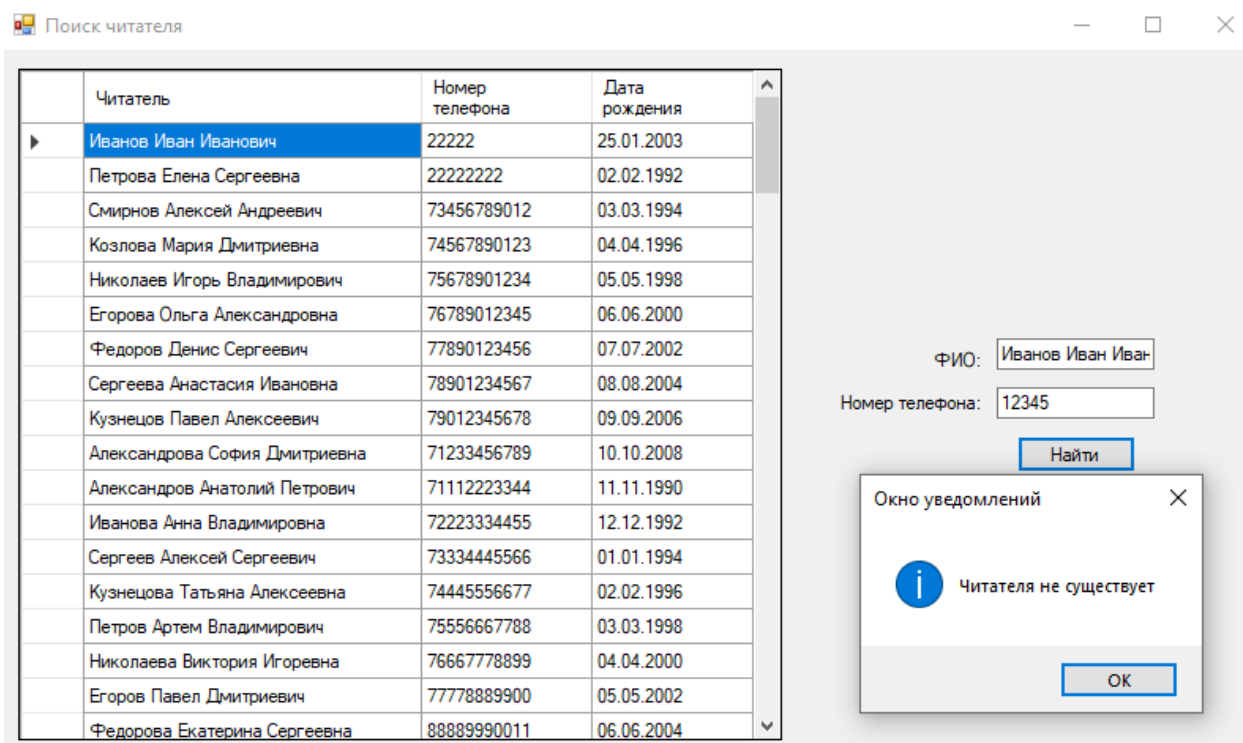 Поиск читателя
Читатель Номер телефона Дата рождения
Иванов Иван Иванович 22222 25.01.2003
Петрова Елена Сергеевна 22222222 02.02.1992
Смирнов Алексей Андреевич 73456789012 03.03.1994
Козлова Мария Дмитриевна 74567890123 04.04.1996
Николаев Игорь Владимирович 75678901234 05.05.1998
Егорова Ольга Александровна 76789012345 06.06.2000
Федоров Денис Сергеевич 77890123456 07.07.2002
Сергеева Анастасия Ивановна 78901234567 08.08.2004
Кузнецов Павел Алексеевич 79012345678 09.09.2006
Александрова София Дмитриевна 71233456789 10.10.2008
Александров Анатолий Петрович 71112223344 11.11.1990
Иванова Анна Владимировна 72223334455 12.12.1992
Сергеев Алексей Сергеевич 73334445566 01.01.1994
Кузнецова Татьяна Алексеевна 74445556677 02.02.1996
Петров Артем Владимирович 75556667788 03.03.1998
Николаева Виктория Игоревна 76667778899 04.04.2000
Егоров Павел Дмитриевич 77778889900 05.05.2002
Федорова Екатерина Сергеевна 88889990011 06.06.2004
ФИО: Иванов Иван Иван
Номер телефона: 12345
Найти
Окно уведомлений
Читателя не существует
ОК